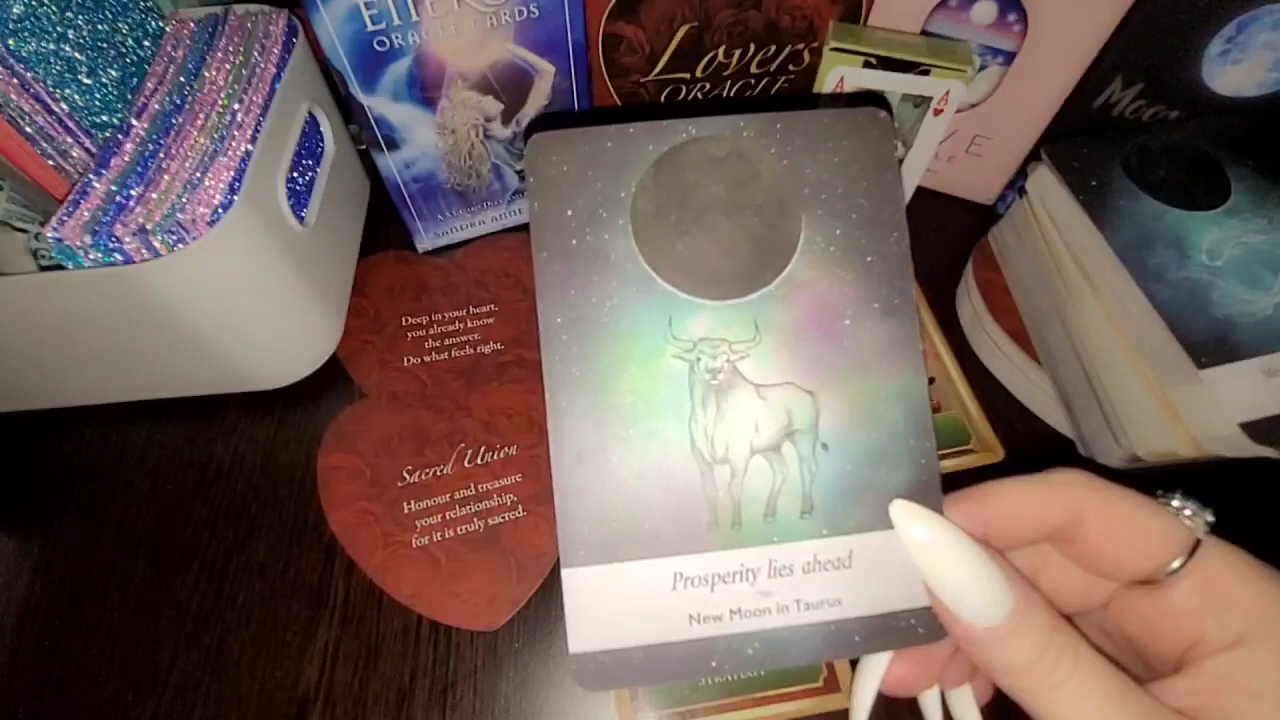 ORACLE CARDS
SANDRA ANNE
Lovers
ORACLE
A
A
Moon
Deep in your heart,
you already know
the answer.
Do what feels right.
Sacred Union
Honour and treasure
your relationship,
for it is truly sacred.
Prosperity lies ahead
New Moon in Taurus